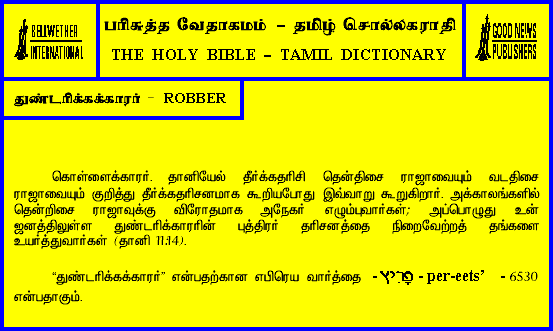 BELLWETHER
INTERNATIONAL
பரிசுத்த வேதாகமம் – தமிழ் சொல்லகராதி
THE HOLY BIBLE – TAMIL DICTIONARY
GOOD NEWS
PUBLISHERS
துண்டரிக்கக்காரர் – ROBBER
கொள்ளைக்காரர். தானியேல் தீர்க்கதரிசி தென்திசை ராஜாவையும் வடதிசை
ராஜாவையும் குறித்து தீர்க்கதரிசனமாக கூறியபோது இவ்வாறு கூறுகிறார். அக்காலங்களில்
தென்றிசை ராஜாவுக்கு விரோதமாக அநேகர் எழும்புவார்கள்; அப்பொழுது உன்
ஜனத்திலுள்ள துண்டரிக்கக்காரரின் புத்திரர் தரிசனத்தை நிறைவேற்றத் தங்களை
உயர்த்துவார்கள் (தானி 11:14).
“துண்டரிக்கக்காரர்” என்பதற்கான எபிரெய வார்த்தை - פריץ - per-eets’ - 6530
என்பதாகும்.